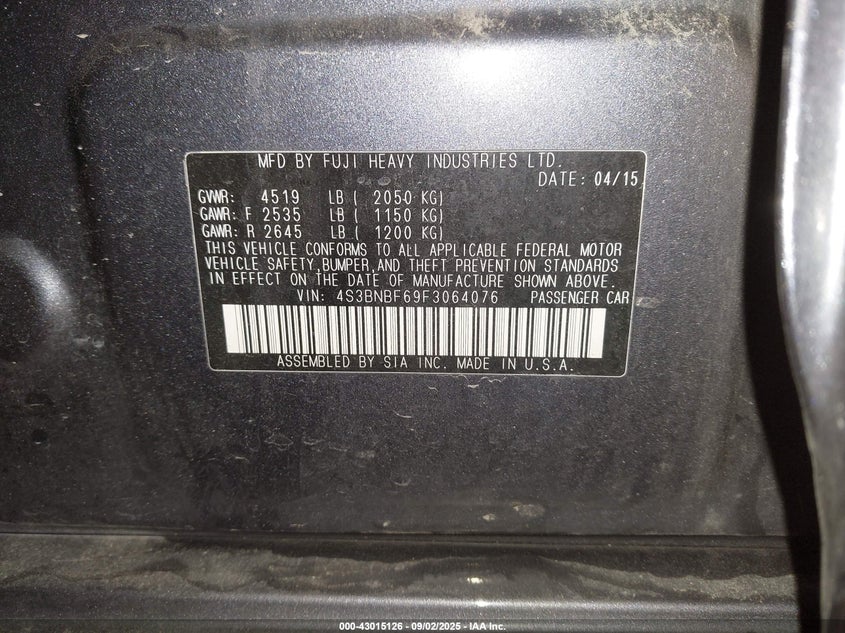 MFD BY FUJI HEAVY INDUSTRIES LTD.
DATE: 04/15
GVWR: 4519 LB ( 2050 KG)
GAWR: F 2535 LB ( 1150 KG)
GAWR: R 2645 LB ( 1200 KG)
THIS VEHICLE CONFORMS TO ALL APPLICABLE FEDERAL MOTOR
VEHICLE SAFETY,BUMPER,AND THEFT PREVENTION STANDARDS
IN EFFECT ON THE DATE OF MANUFACTURE SHOWN ABOVE.
VIN: 4S3BNBF69F3064076 PASSENGER CAR
ASSEMBLED BY SIA INC. MADE IN U.S.A.
000-43015126 - 09/02/2025 - IAA Inc.